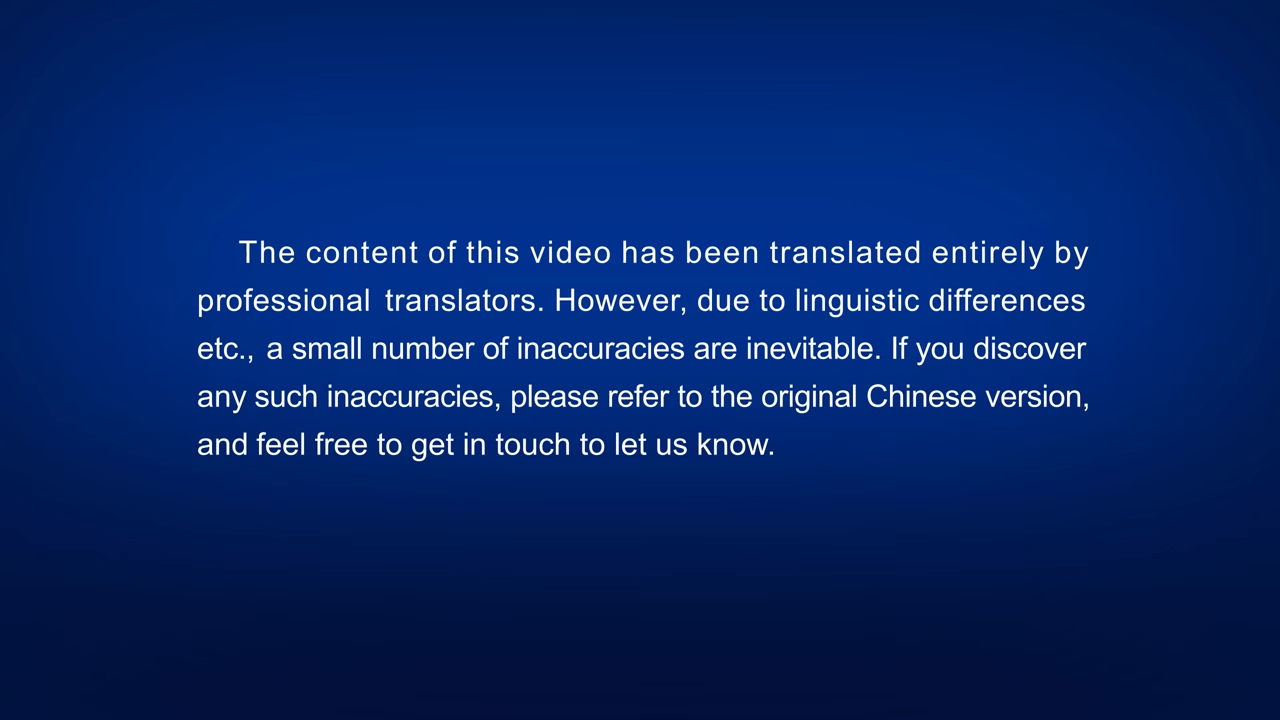 The content of this video has been translated entirely by
professional translators. However, due to linguistic differences
etc., a small number of inaccuracies are inevitable. If you discover
any such inaccuracies, please refer to the original Chinese version,
and feel free to get in touch to let us know.